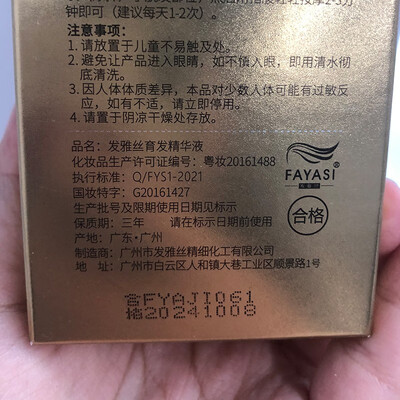 钟即可（建议每天1-2次）。
注意事项：
1. 请放置于儿童不易触及处。
2. 避免让产品进入眼睛，如不慎入眼，即用清水彻
底清洗。
3. 因人体体质差异，本品对少数人体可能有过敏反
应，如有不适，请立即停用。
4. 请置于阴凉干燥处存放。
品名：发雅丝育发精华液
化妆品生产许可证编号：粤妆20161488
执行标准：Q/FYS1-2021
国妆特字：G20161427
生产批号及限期使用日期见标示
保质期：三年 请在标示日期前使用
产地：广东·广州
制造商：广州市发雅丝精细化工有限公司
广州市白云区人和镇大巷工业区顺景路1号
FAYASI®
合格
FYAJI061
20241008